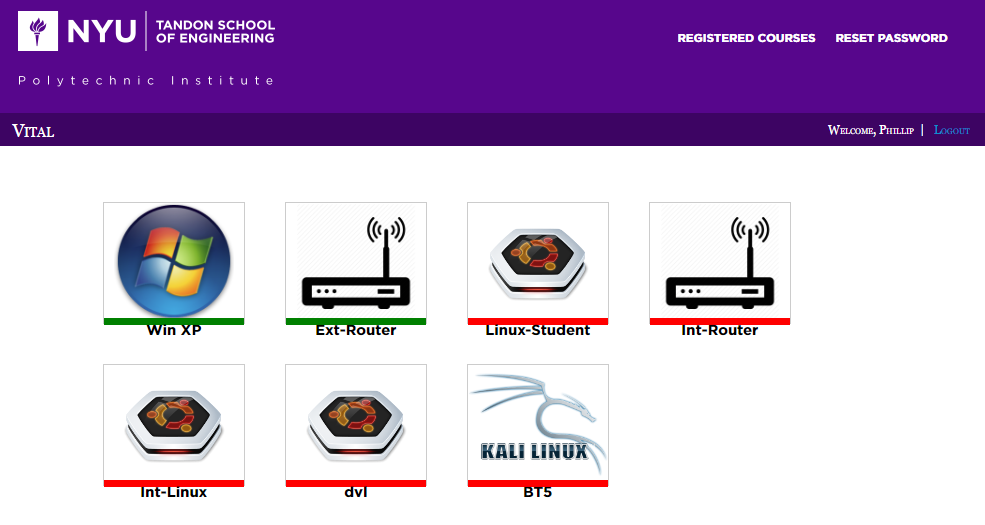 NYU TANDON SCHOOL
OF ENGINEERING
REGISTERED COURSES RESET PASSWORD
Polytechnic Institute
Vital
Welcome, Phillip | Logout
Win XP Ext-Router Linux-Student Int-Router
KALI LINUX
Int-Linux dvl BT5